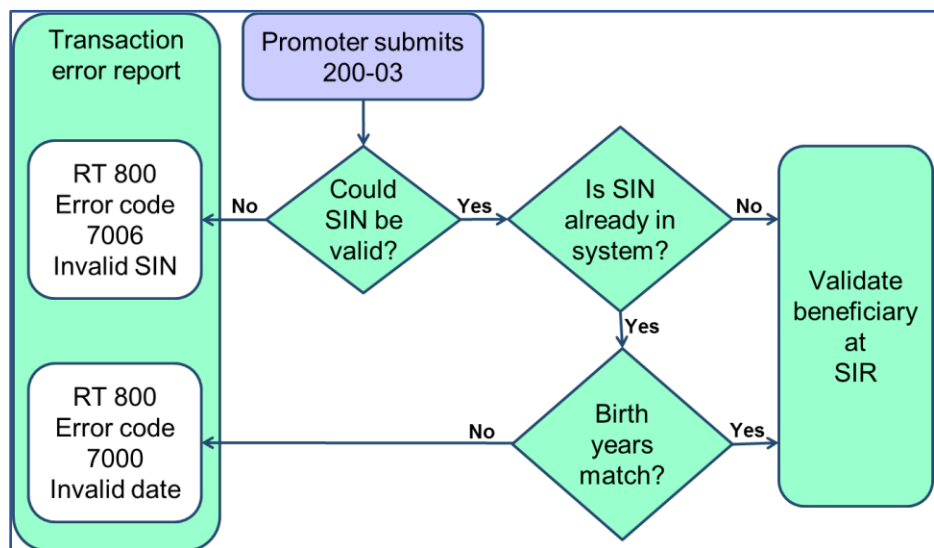 Transaction
error report
Promoter submits
200-03
RT 800
Error code
7006
Invalid SIN
No
Could
SIN be
valid?
Yes
Is SIN
already in
system?
No
Validate
beneficiary
at
SIR
Yes
RT 800
Error code
7000
Invalid date
No
Birth
years
match?
Yes